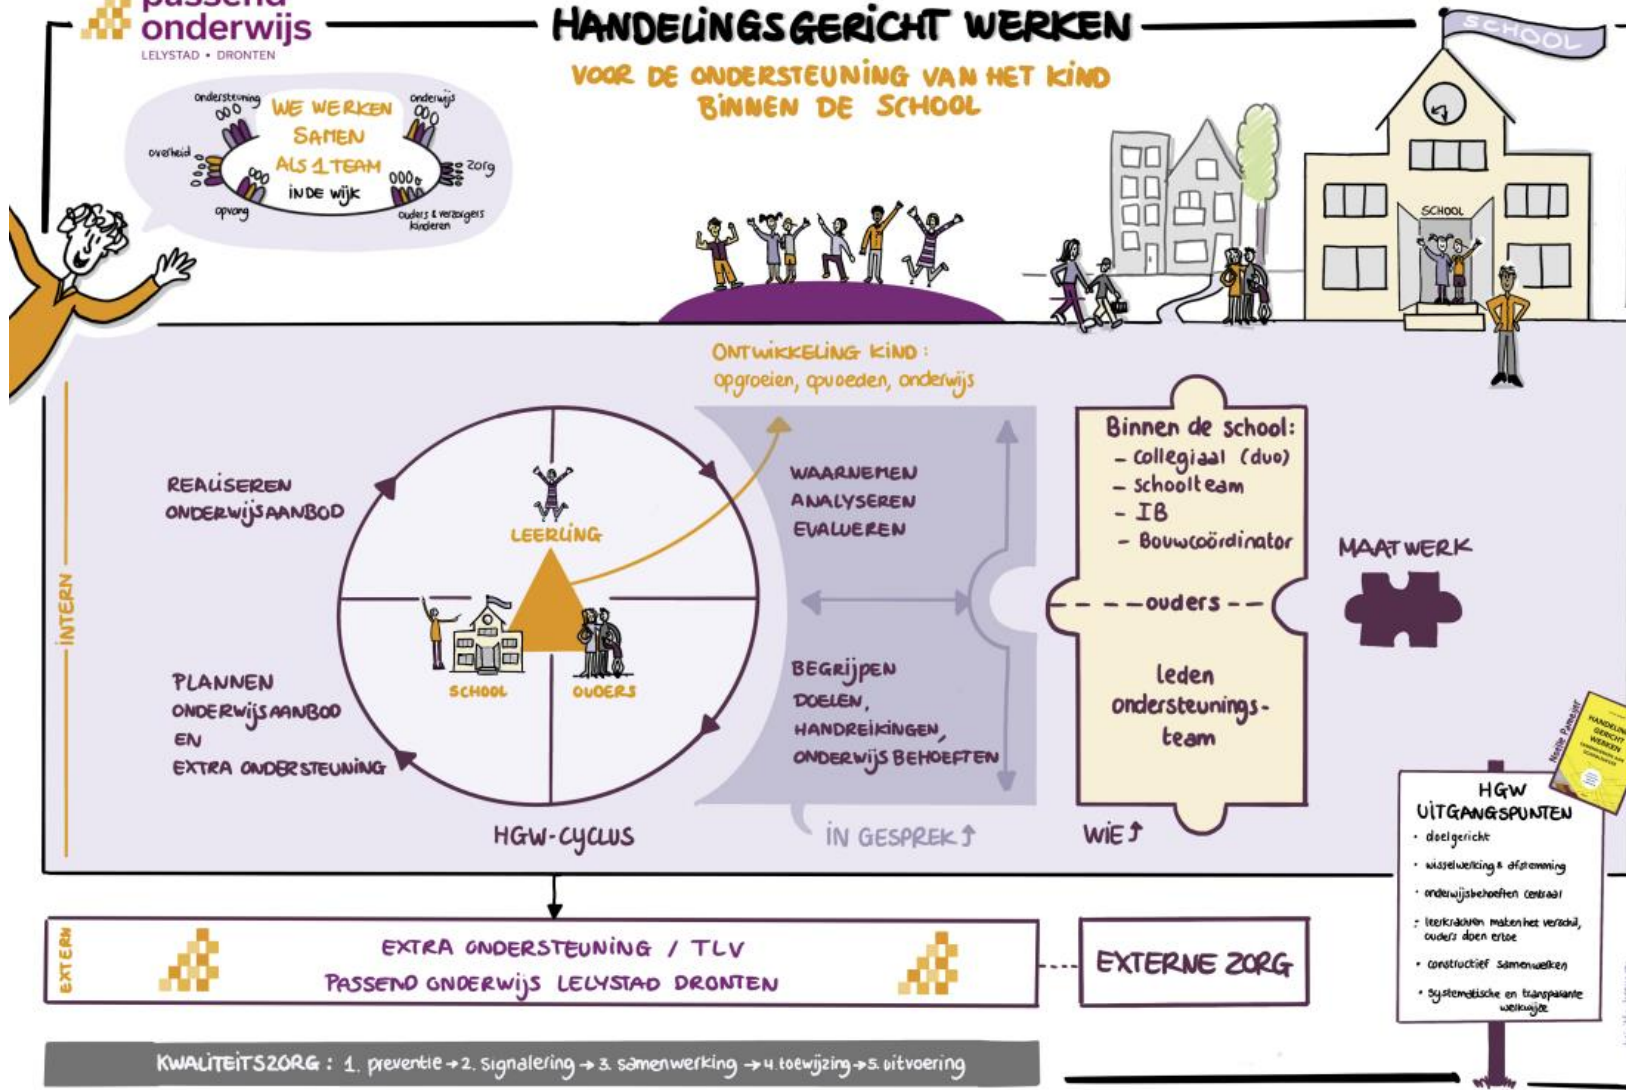 passend
onderwijs
LELYSTAD • DRONTEN
HANDELINGSGERICHT WERKEN
VOOR DE ONDERSTEUNING VAN HET KIND
BINNEN DE SCHOOL
SCHOOL
ondersteuning
onderwijs
WE WERKEN
SAMEN
ALS 1 TEAM
IN DE WIJK
overheid
zorg
opvang
ouders & verzorgers
kinderen
SCHOOL
ONTWIKKELING KIND:
opgroeien, opvoeden, onderwijs
INTERN
REALISEREN
ONDERWIJSAANBOD
PLANNEN
ONDERWIJSAANBOD
EN
EXTRA ONDERSTEUNING
LEERLING
SCHOOL
OUDERS
HGW-CYCLUS
WAARNEMEN
ANALYSEREN
EVALUEREN
BEGRIJPEN
DOELEN,
HANDREIKINGEN,
ONDERWIJSBEHOEFTEN
IN GESPREK
Binnen de school:
- collegiaal (duo)
- schoolteam
- IB
- Bouwcoördinator
ouders
leden
ondersteunings-
team
WIE
MAATWERK
Noëlle Pameijer
HANDELING
GERICHT
WERKEN
HGW
UITGANGSPUNTEN
• doelgericht
• wisselwerking & afstemming
• onderwijsbehoeften centraal
• leerkrachten maken het verschil,
ouders doen ertoe
• constructief samenwerken
• systematische en transparante
werkwijze
EXTERN
EXTRA ONDERSTEUNING / TLV
PASSEND ONDERWIJS LELYSTAD DRONTEN
EXTERNE ZORG
KWALITEITSZORG: 1. preventie → 2. signalering → 3. samenwerking → 4. toewijzing → 5. uitvoering